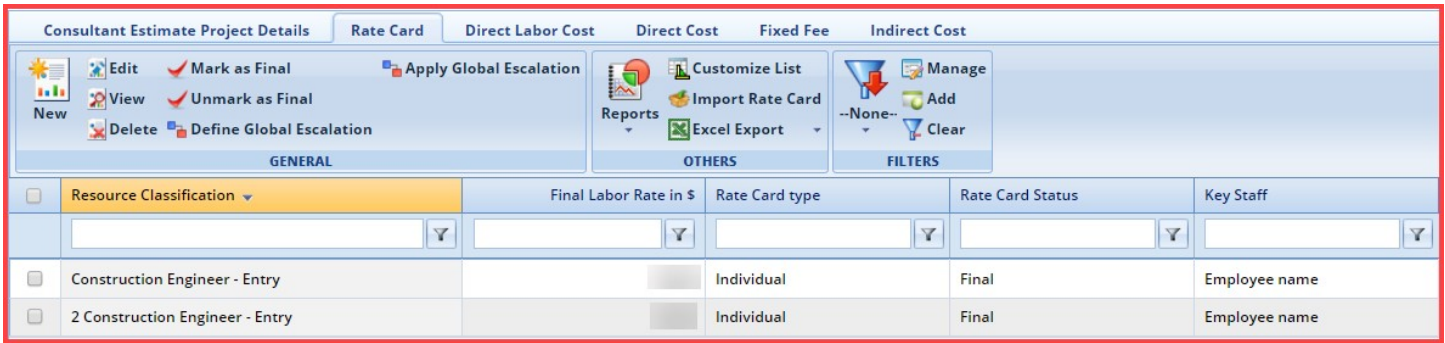 Consultant Estimate Project Details Rate Card Direct Labor Cost Direct Cost Fixed Fee Indirect Cost
New
Edit
View
Delete
Mark as Final
Unmark as Final
Define Global Escalation
Apply Global Escalation
GENERAL
Reports
Customize List
Import Rate Card
Excel Export
OTHERS
--None--
Manage
Add
Clear
FILTERS
Resource Classification Final Labor Rate in $ Rate Card type Rate Card Status Key Staff
Construction Engineer - Entry Individual Final Employee name
2 Construction Engineer - Entry Individual Final Employee name